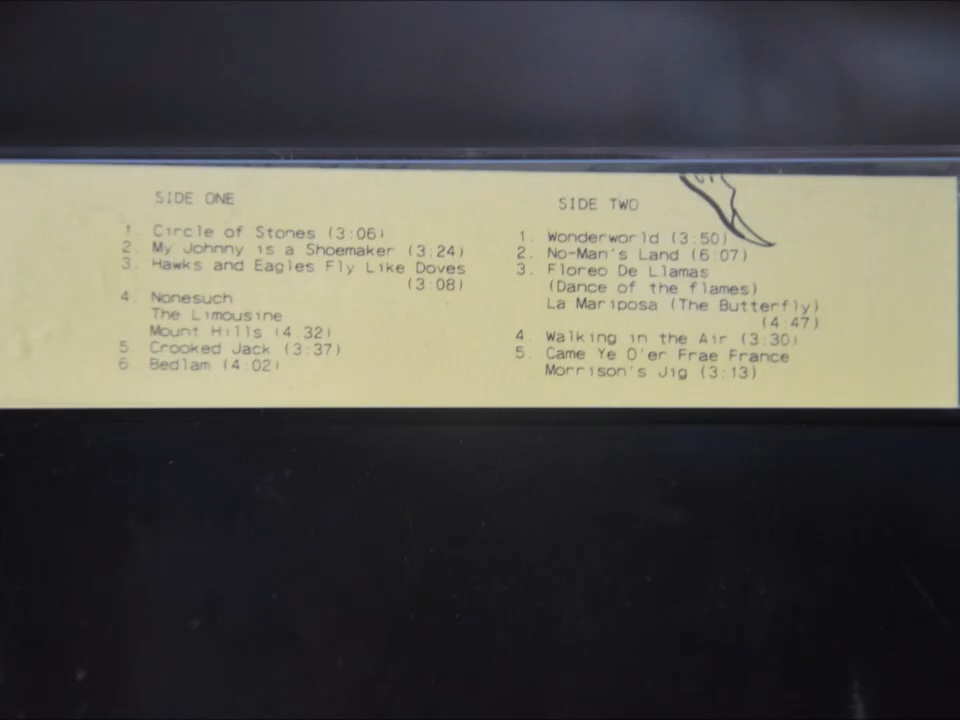 SIDE ONE
1. Circle of Stones (3:06)
2. My Johnny is a Shoemaker (3:24)
3. Hawks and Eagles Fly Like Doves
(3:08)
4. Nonesuch
The Limousine
Mount Hills (4:32)
5 Crooked Jack (3:37)
6 Bedlam (4:02)
SIDE TWO
1. Wonderworld (3:50)
2. No-Man's Land (6:07)
3. Floreo De Llamas
(Dance of the flames)
La Mariposa (The Butterfly)
(4:47)
4. Walking in the Air (3:30)
5. Came Ye O'er Frae France
Morrison's Jig (3:13)